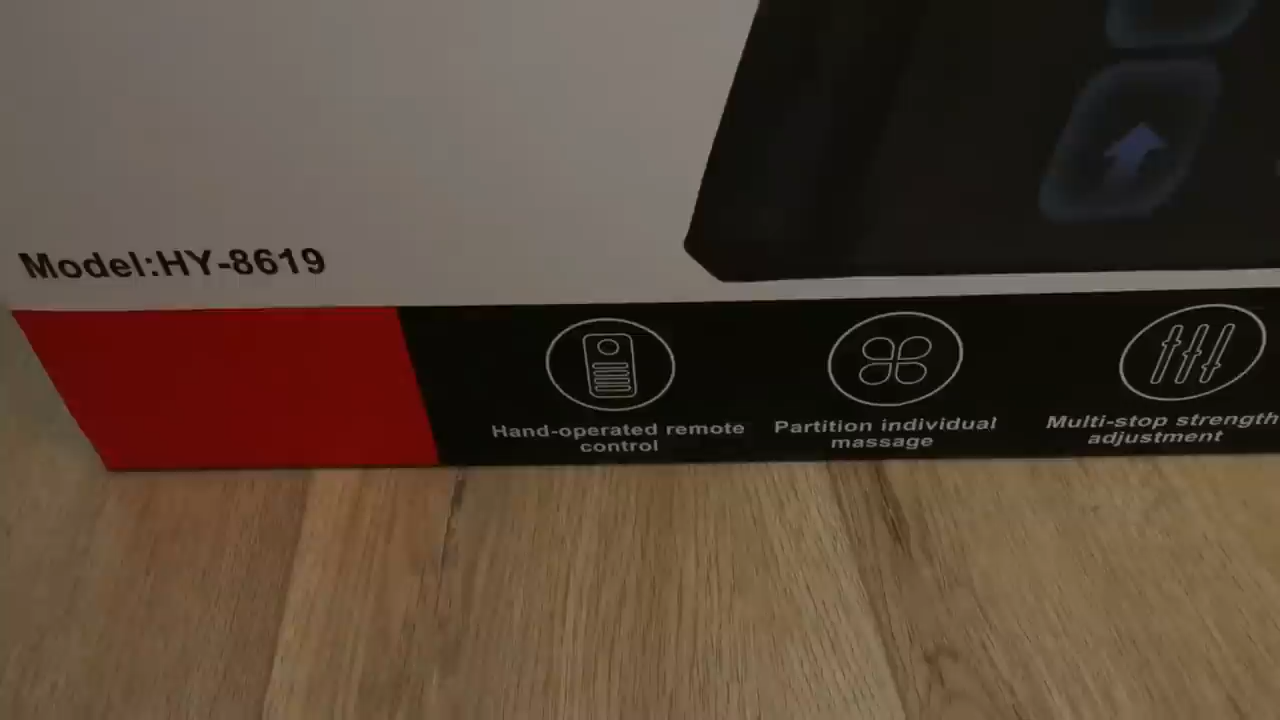 Model:HY-8619
Hand-operated remote
control
Partition individual
massage
Multi-stop strength
adjustment